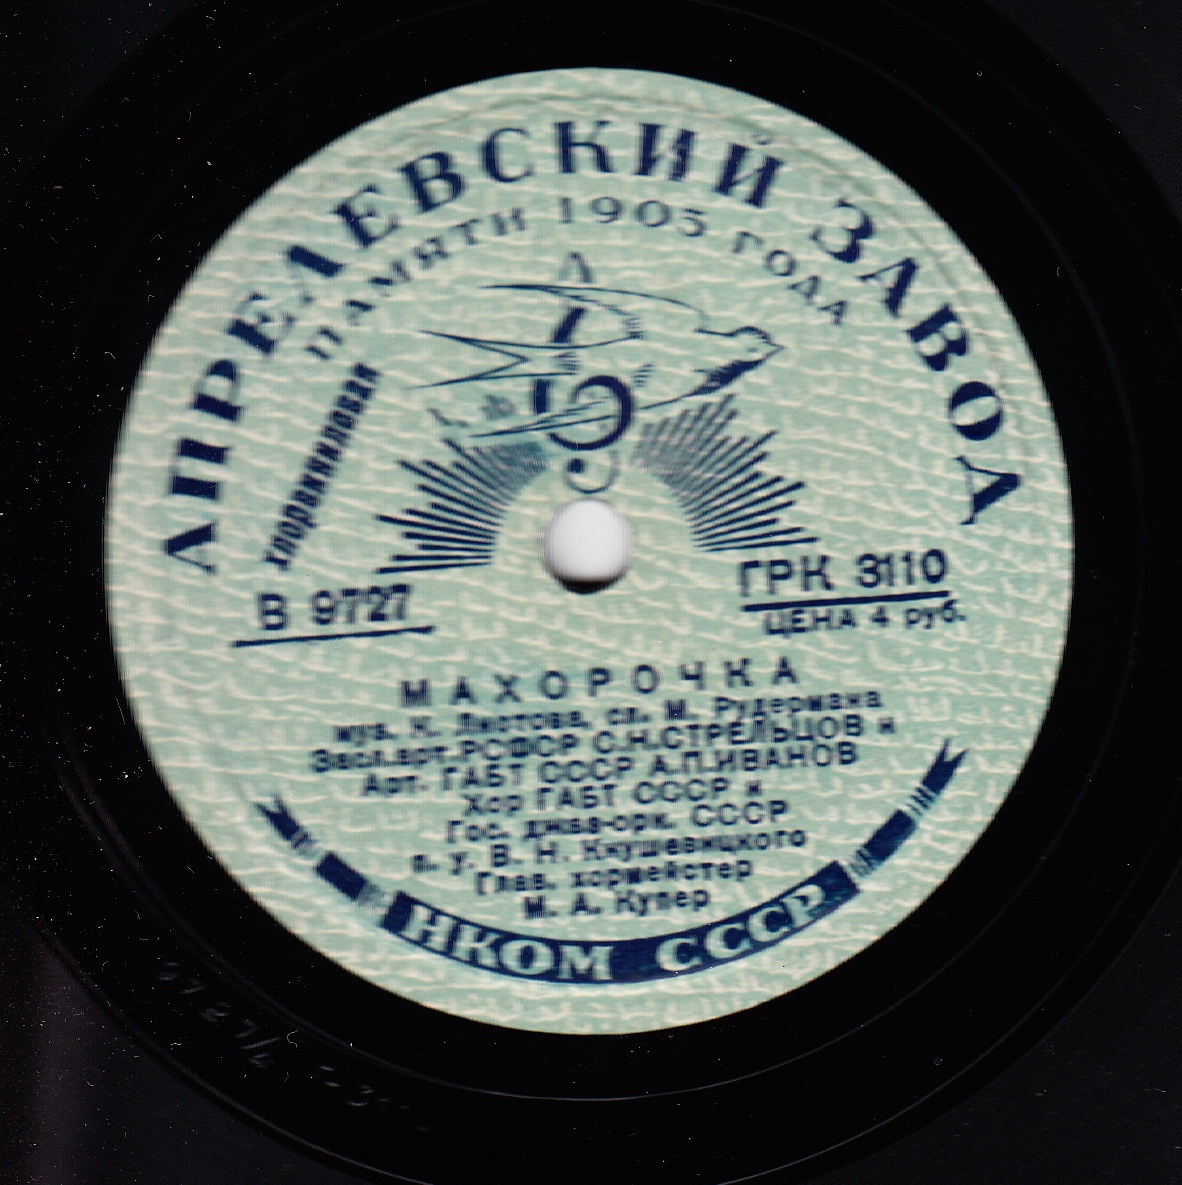 АПРЕЛЕВСКИЙ ЗАВОД
ПАМЯТИ 1905 ГОДА
хлорвиниловая
В 9727
ГРК 3110
ЦЕНА 4 руб.
МАХОРОЧКА
муз. К. Листова, сл. М. Рудермана
Засл.арт.РСФСР С.Н.СТРЕЛЬЦОВ и
Арт. ГАБТ СССР А.П.ИВАНОВ
Хор ГАБТ СССР и
Гос. джаз-орк. СССР
п. у. В. Н. Кнушевицкого
Глав. хормейстер
М. А. Купер
НКОМ СССР